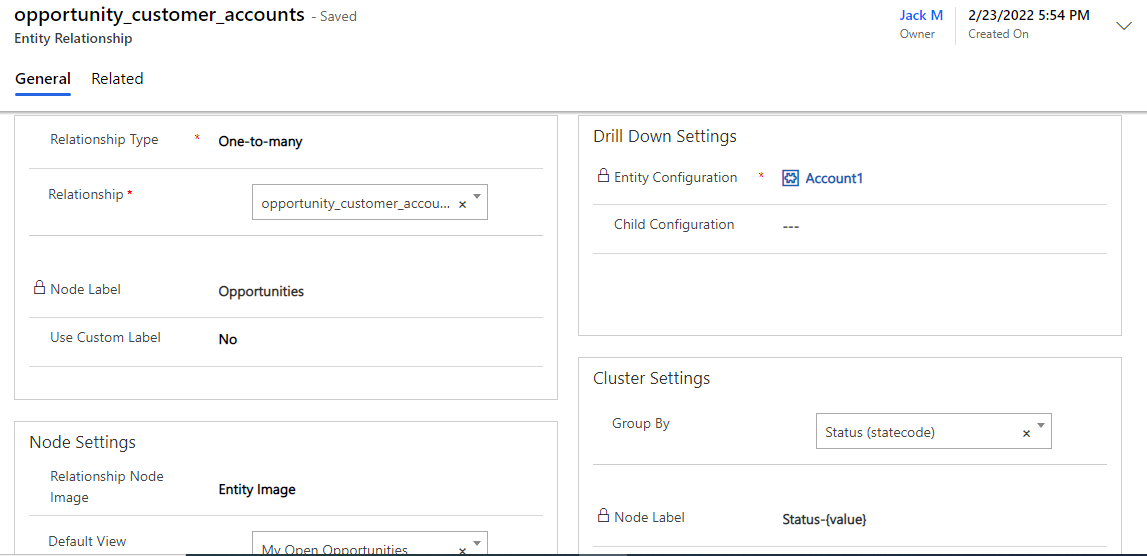 opportunity_customer_accounts - Saved
Entity Relationship
Jack M
Owner
2/23/2022 5:54 PM
Created On
General Related
Relationship Type * One-to-many
Relationship * opportunity_customer_accou... ×
Node Label Opportunities
Use Custom Label No
Node Settings
Relationship Node
Image
Entity Image
Default View My Open Opportunities ×
Drill Down Settings
Entity Configuration * Account1
Child Configuration ---
Cluster Settings
Group By Status (statecode) ×
Node Label Status-{value}